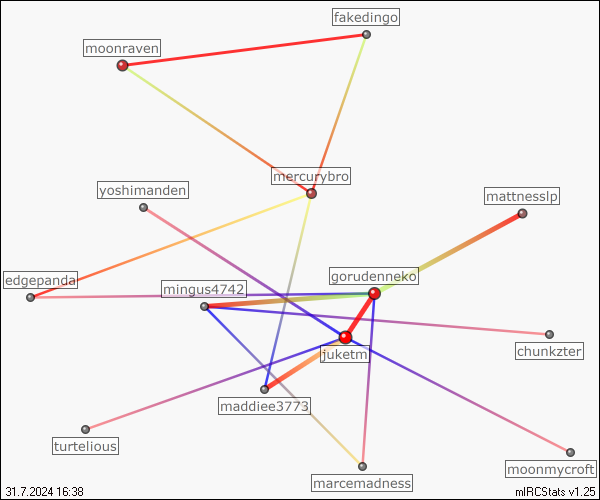 fakedingo
moonraven
mercurybro
yoshimanden
mattnesslp
edgepanda
mingus4742
gorudenneko
juketm
chunkzter
maddiee3773
turtelious
marcemadness
moonmycroft
31.7.2024 16:38
mIRCStats v1.25